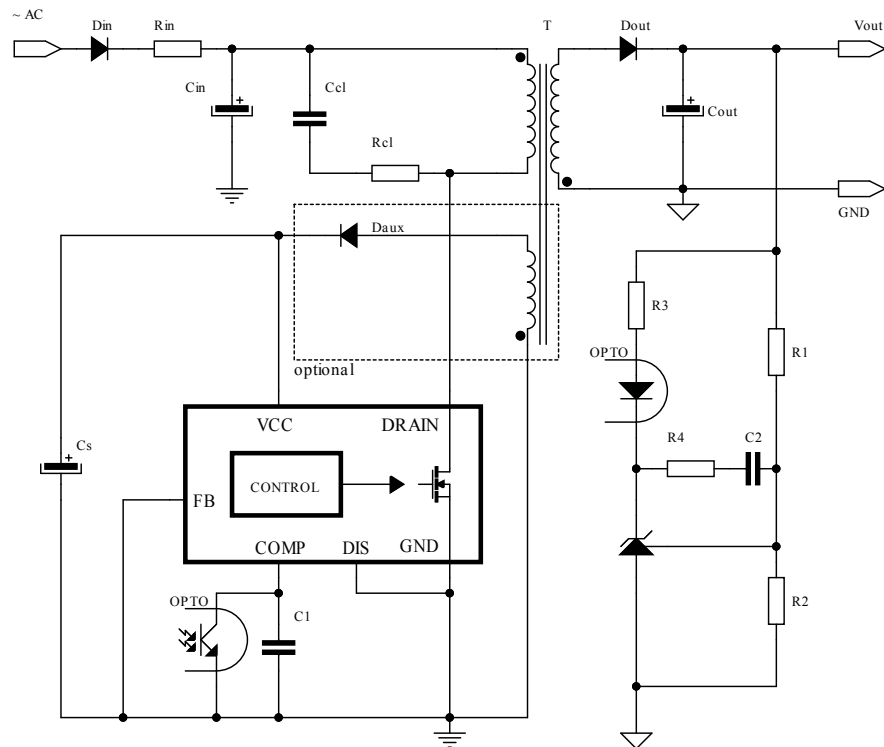 ~ AC
Din
Rin
T
Dout
Vout
Cin
+
Ccl
+
Cout
Rcl
GND
Daux
R3
optional
OPTO
R1
VCC
DRAIN
Cs
+
R4
C2
CONTROL
FB
COMP
DIS
GND
OPTO
C1
R2